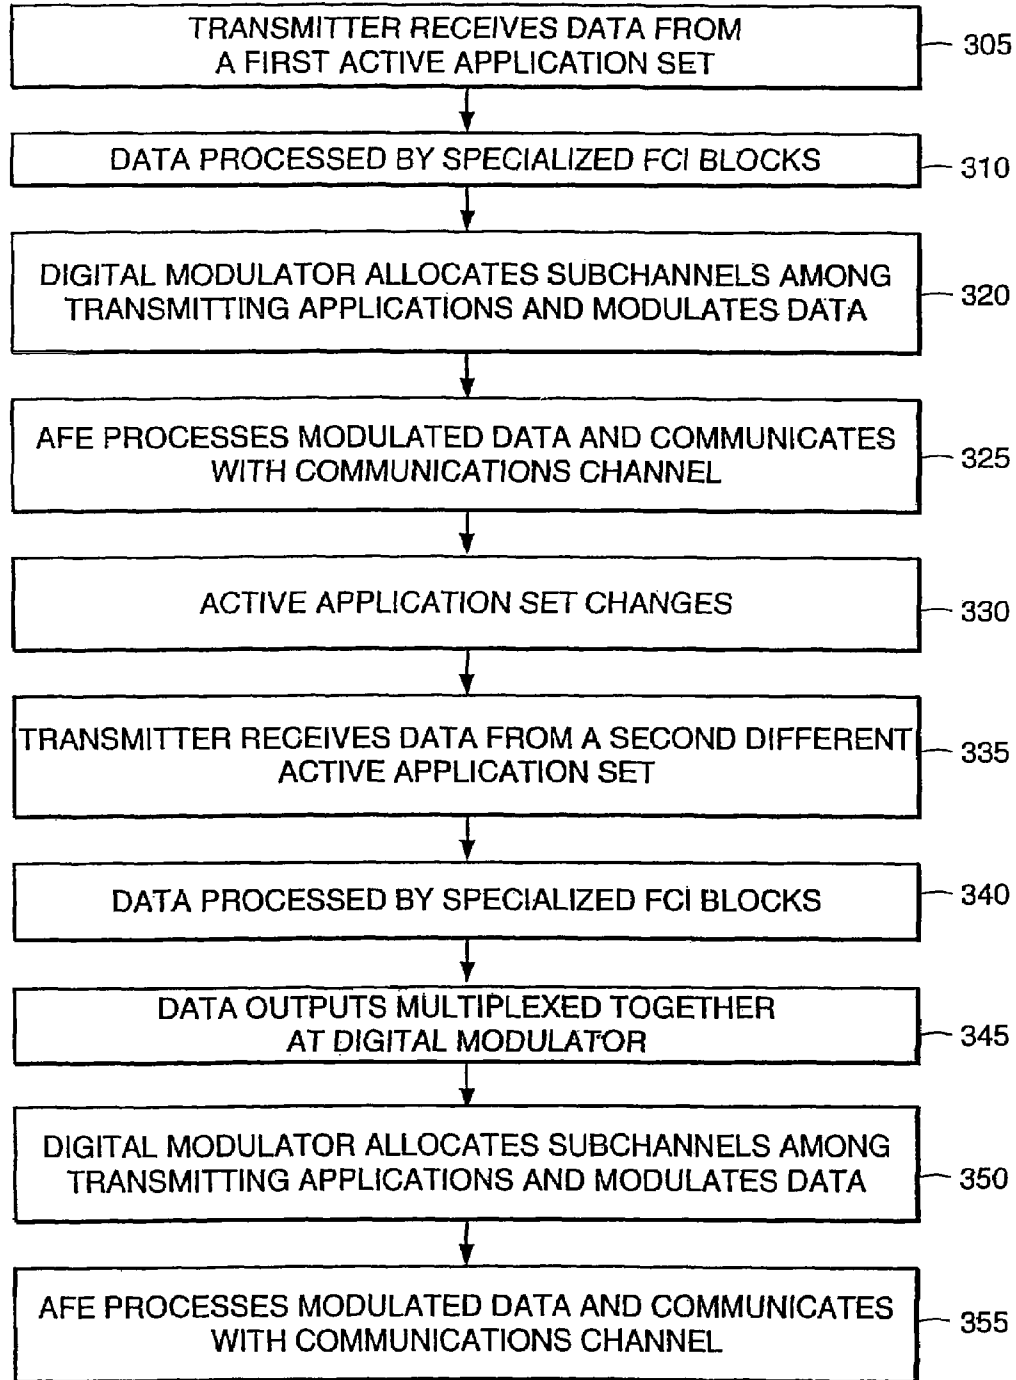 TRANSMITTER RECEIVES DATA FROM
A FIRST ACTIVE APPLICATION SET
305
DATA PROCESSED BY SPECIALIZED FCI BLOCKS
310
DIGITAL MODULATOR ALLOCATES SUBCHANNELS AMONG
TRANSMITTING APPLICATIONS AND MODULATES DATA
320
AFE PROCESSES MODULATED DATA AND COMMUNICATES
WITH COMMUNICATIONS CHANNEL
325
ACTIVE APPLICATION SET CHANGES
330
TRANSMITTER RECEIVES DATA FROM A SECOND DIFFERENT
ACTIVE APPLICATION SET
335
DATA PROCESSED BY SPECIALIZED FCI BLOCKS
340
DATA OUTPUTS MULTIPLEXED TOGETHER
AT DIGITAL MODULATOR
345
DIGITAL MODULATOR ALLOCATES SUBCHANNELS AMONG
TRANSMITTING APPLICATIONS AND MODULATES DATA
350
AFE PROCESSES MODULATED DATA AND COMMUNICATES
WITH COMMUNICATIONS CHANNEL
355